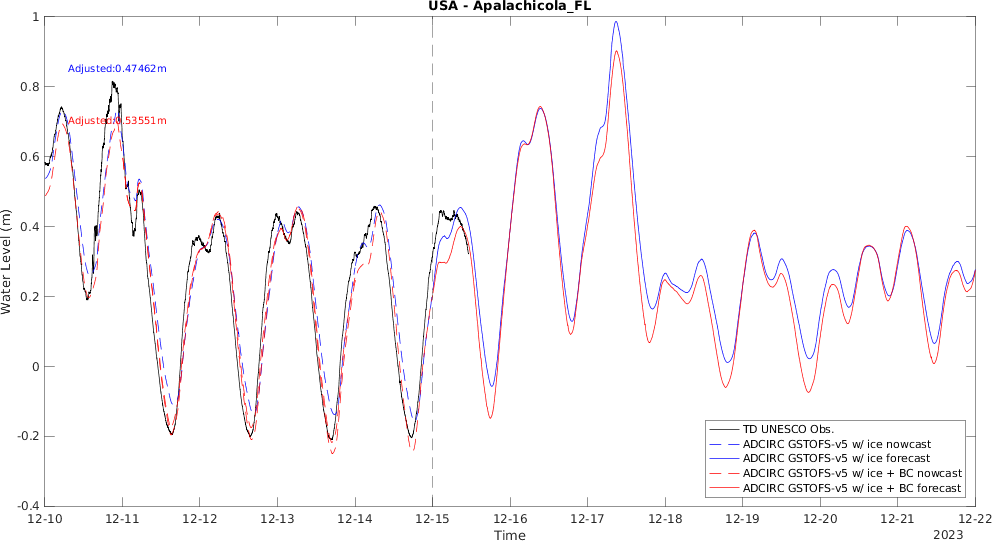 USA - Apalachicola_FL
Adjusted:0.47462m
Adjusted:0.53551m
Water Level (m)
1
0.8
0.6
0.4
0.2
0
-0.2
-0.4
TD UNESCO Obs.
ADCIRC GSTOFS-v5 w/ ice nowcast
ADCIRC GSTOFS-v5 w/ ice forecast
ADCIRC GSTOFS-v5 w/ ice + BC nowcast
ADCIRC GSTOFS-v5 w/ ice + BC forecast
12-10 12-11 12-12 12-13 12-14 12-15 12-16 12-17 12-18 12-19 12-20 12-21 12-22
Time
2023